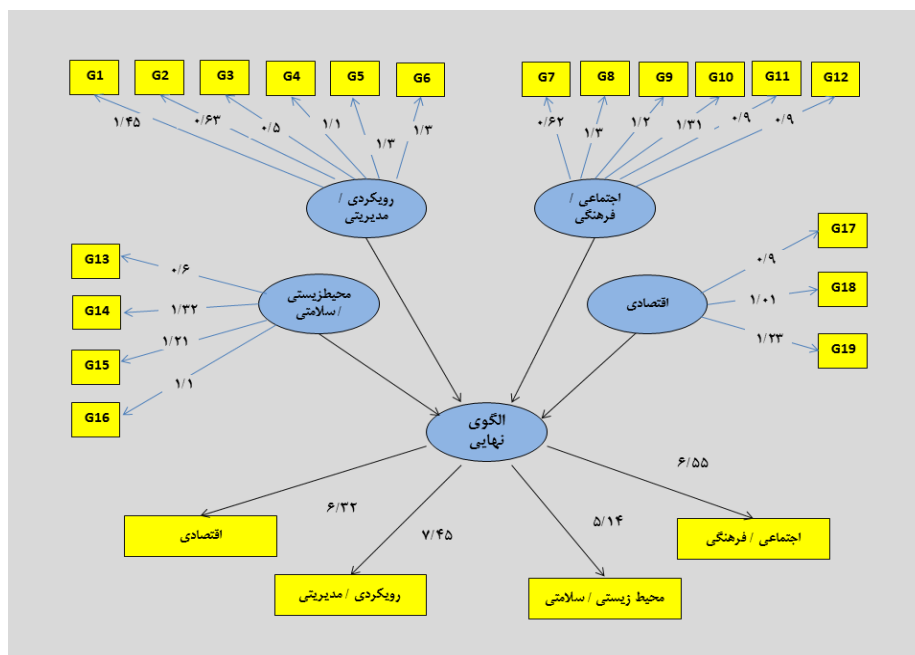 G1 G2 G3 G4 G5 G6 G7 G8 G9 G10 G11 G12
۱/۴۵ ۰/۶۳ ۰/۵ ۱/۱ ۱/۳ ۱/۳ ۰/۶۲ ۱/۳ ۱/۲ ۱/۳۱ ۰/۹ ۰/۹
رویکردی /
مدیریتی
اجتماعی /
فرهنگی
G13
G14
G15
G16
۰/۶
۱/۳۲
۱/۲۱
۱/۱
محیط‌زیستی
/ سلامتی
اقتصادی
۰/۹
۱/۰۱
۱/۲۳
G17
G18
G19
الگوی
نهایی
۶/۳۲
۷/۴۵
۵/۱۴
۶/۵۵
اقتصادی
رویکردی / مدیریتی
محیط زیستی / سلامتی
اجتماعی / فرهنگی